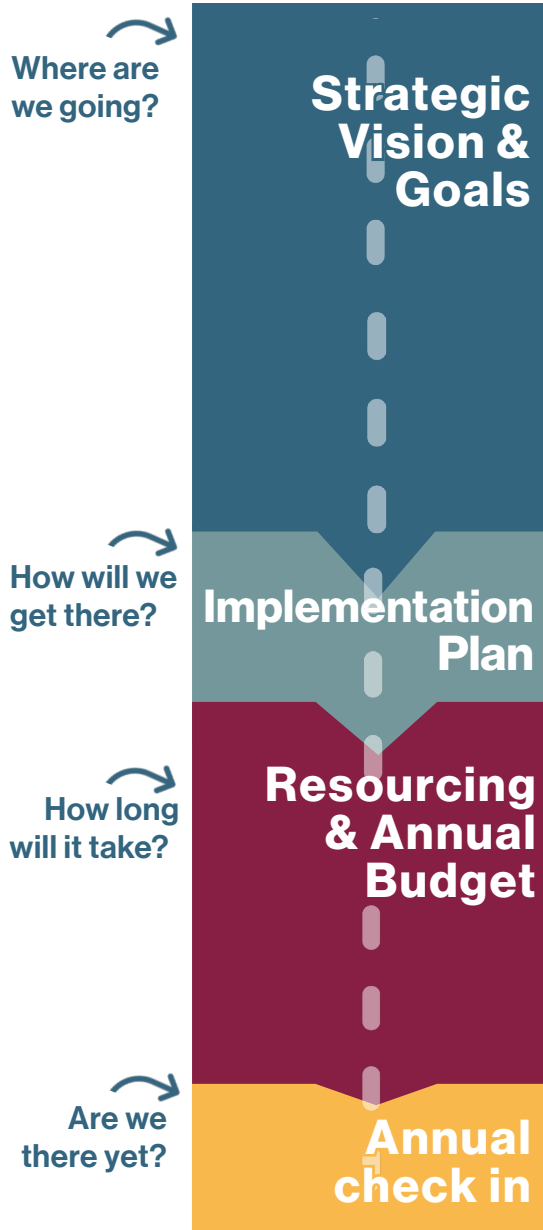 Where are
we going?
Strategic
Vision &
Goals
How will we
get there?
Implementation
Plan
How long
will it take?
Resourcing
& Annual
Budget
Are we
there yet?
Annual
check in